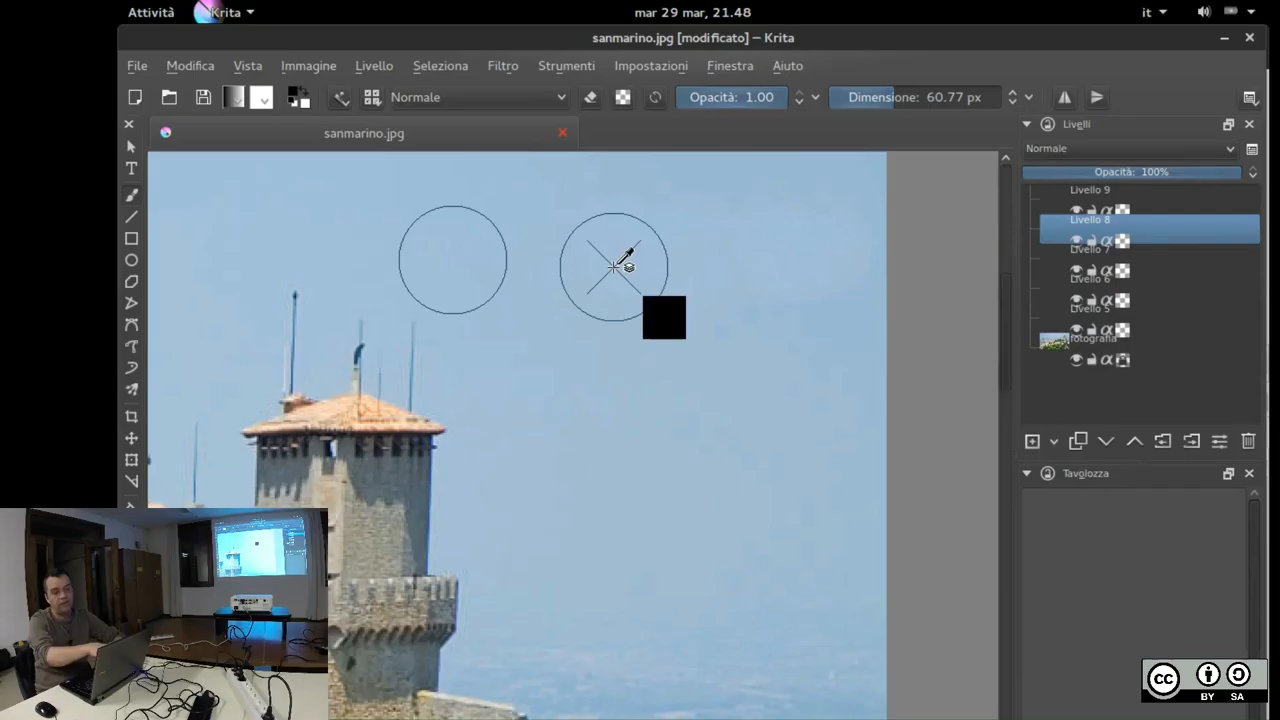 Attività
Krita
mar 29 mar, 21.48
it
sanmarino.jpg [modificato] – Krita
File Modifica Vista Immagine Livello Seleziona Filtro Strumenti Impostazioni Finestra Aiuto
Normale
Opacità: 1.00
Dimensione: 60.77 px
sanmarino.jpg
Livelli
Normale
Opacità: 100%
Livello 9
Livello 8
Livello 7
Livello 6
Livello 5
fotografia
Tavolozza
CC BY SA